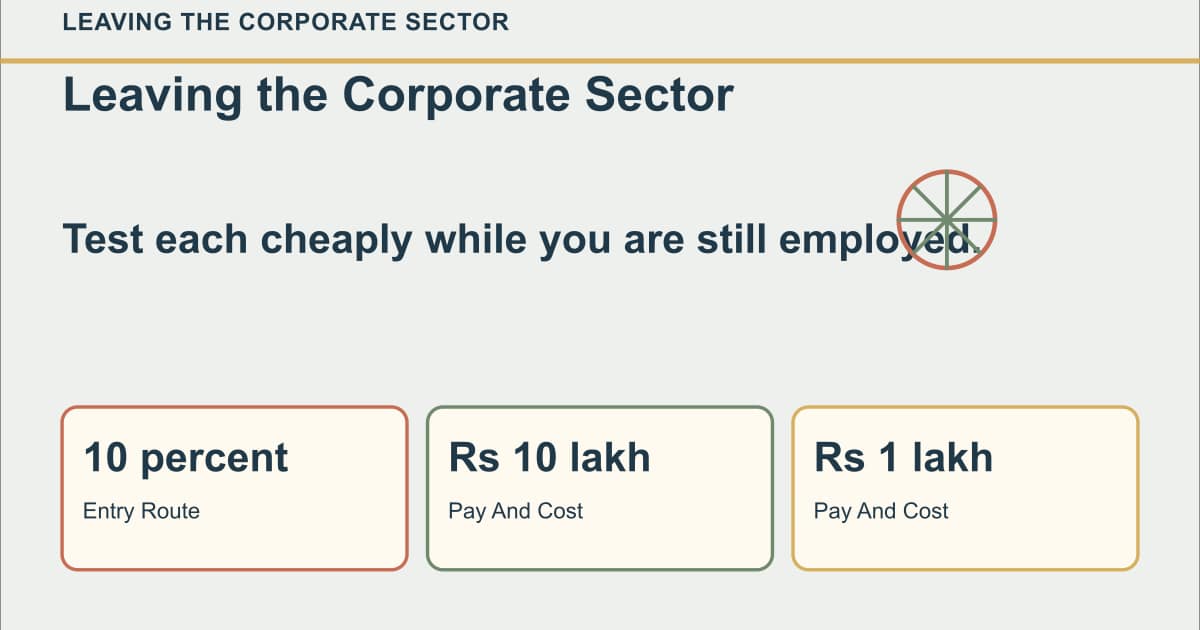 LEAVING THE CORPORATE SECTOR
Leaving the Corporate Sector
Test each cheaply while you are still employed.
10 percent
Entry Route
Rs 10 lakh
Pay And Cost
Rs 1 lakh
Pay And Cost